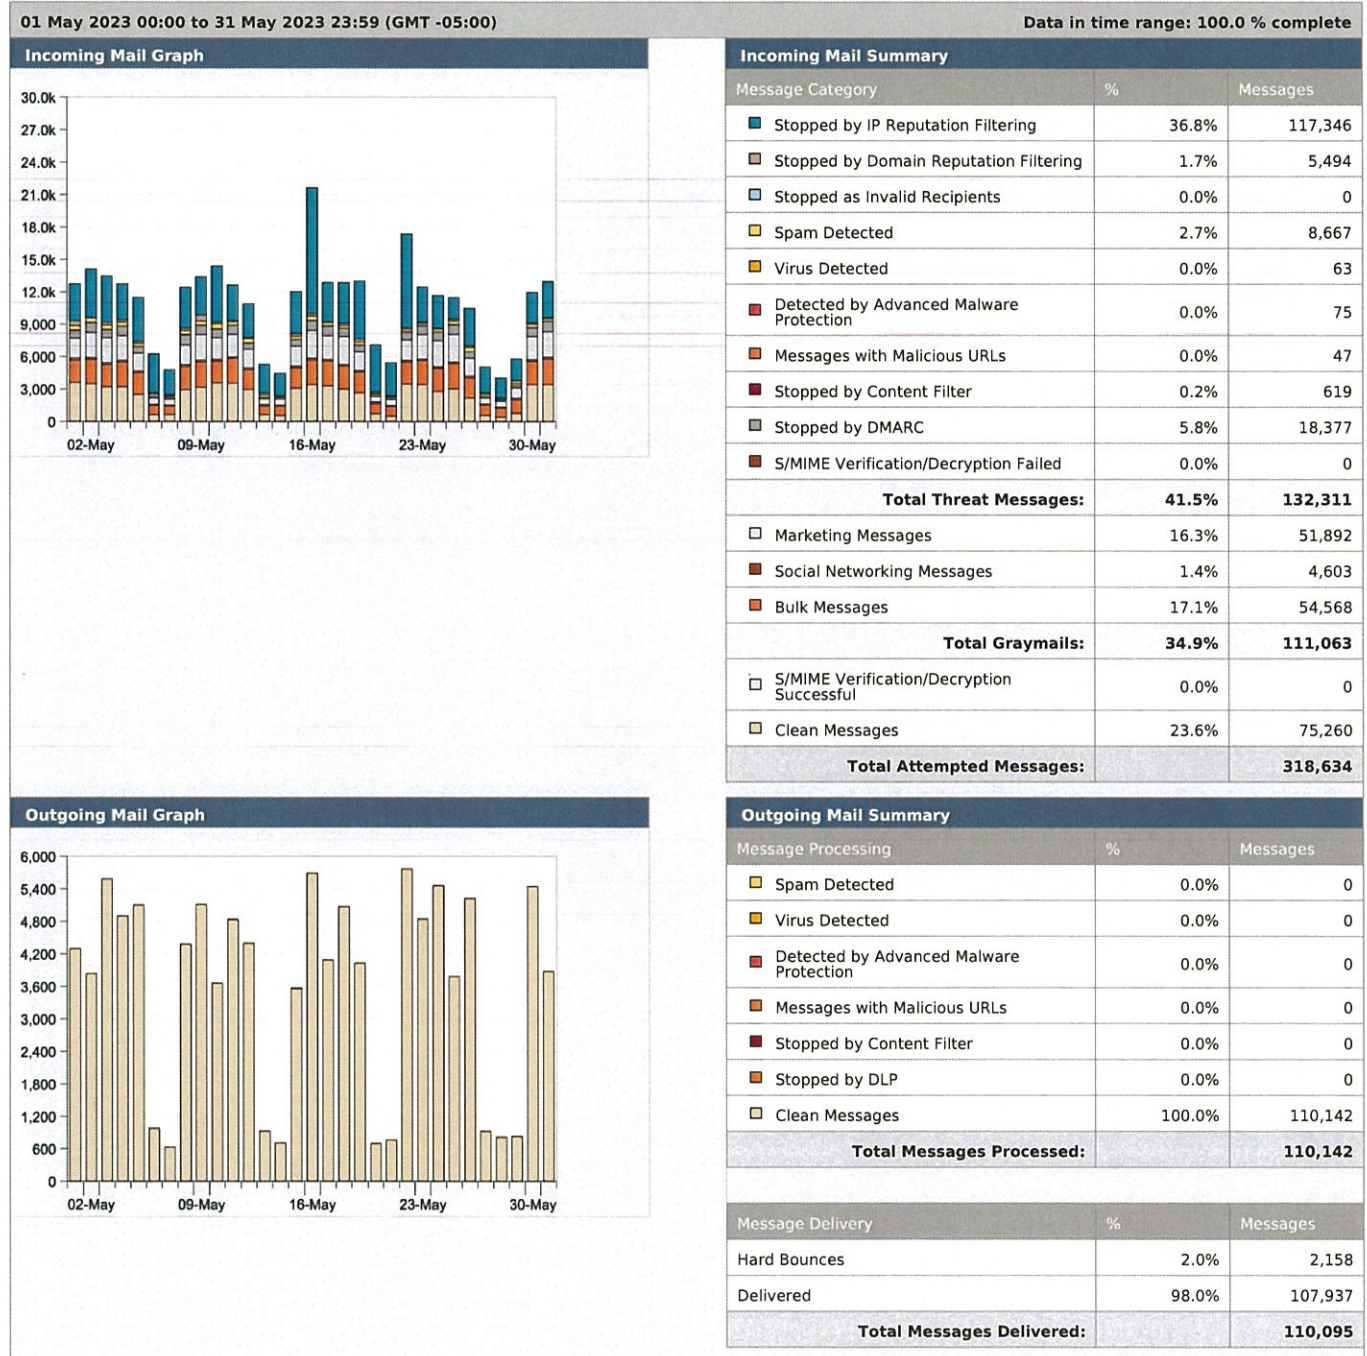 01 May 2023 00:00 to 31 May 2023 23:59 (GMT -05:00) Data in time range: 100.0 % complete
Incoming Mail Graph
30.0k
27.0k
24.0k
21.0k
18.0k
15.0k
12.0k
9,000
6,000
3,000
0
02-May 09-May 16-May 23-May 30-May
Incoming Mail Summary
Message Category % Messages
Stopped by IP Reputation Filtering 36.8% 117,346
Stopped by Domain Reputation Filtering 1.7% 5,494
Stopped as Invalid Recipients 0.0% 0
Spam Detected 2.7% 8,667
Virus Detected 0.0% 63
Detected by Advanced Malware
Protection 0.0% 75
Messages with Malicious URLs 0.0% 47
Stopped by Content Filter 0.2% 619
Stopped by DMARC 5.8% 18,377
S/MIME Verification/Decryption Failed 0.0% 0
Total Threat Messages: 41.5% 132,311
Marketing Messages 16.3% 51,892
Social Networking Messages 1.4% 4,603
Bulk Messages 17.1% 54,568
Total Graymails: 34.9% 111,063
S/MIME Verification/Decryption
Successful 0.0% 0
Clean Messages 23.6% 75,260
Total Attempted Messages: 318,634
Outgoing Mail Graph
6,000
5,400
4,800
4,200
3,600
3,000
2,400
1,800
1,200
600
0
02-May 09-May 16-May 23-May 30-May
Outgoing Mail Summary
Message Processing % Messages
Spam Detected 0.0% 0
Virus Detected 0.0% 0
Detected by Advanced Malware
Protection 0.0% 0
Messages with Malicious URLs 0.0% 0
Stopped by Content Filter 0.0% 0
Stopped by DLP 0.0% 0
Clean Messages 100.0% 110,142
Total Messages Processed: 110,142
Message Delivery % Messages
Hard Bounces 2.0% 2,158
Delivered 98.0% 107,937
Total Messages Delivered: 110,095